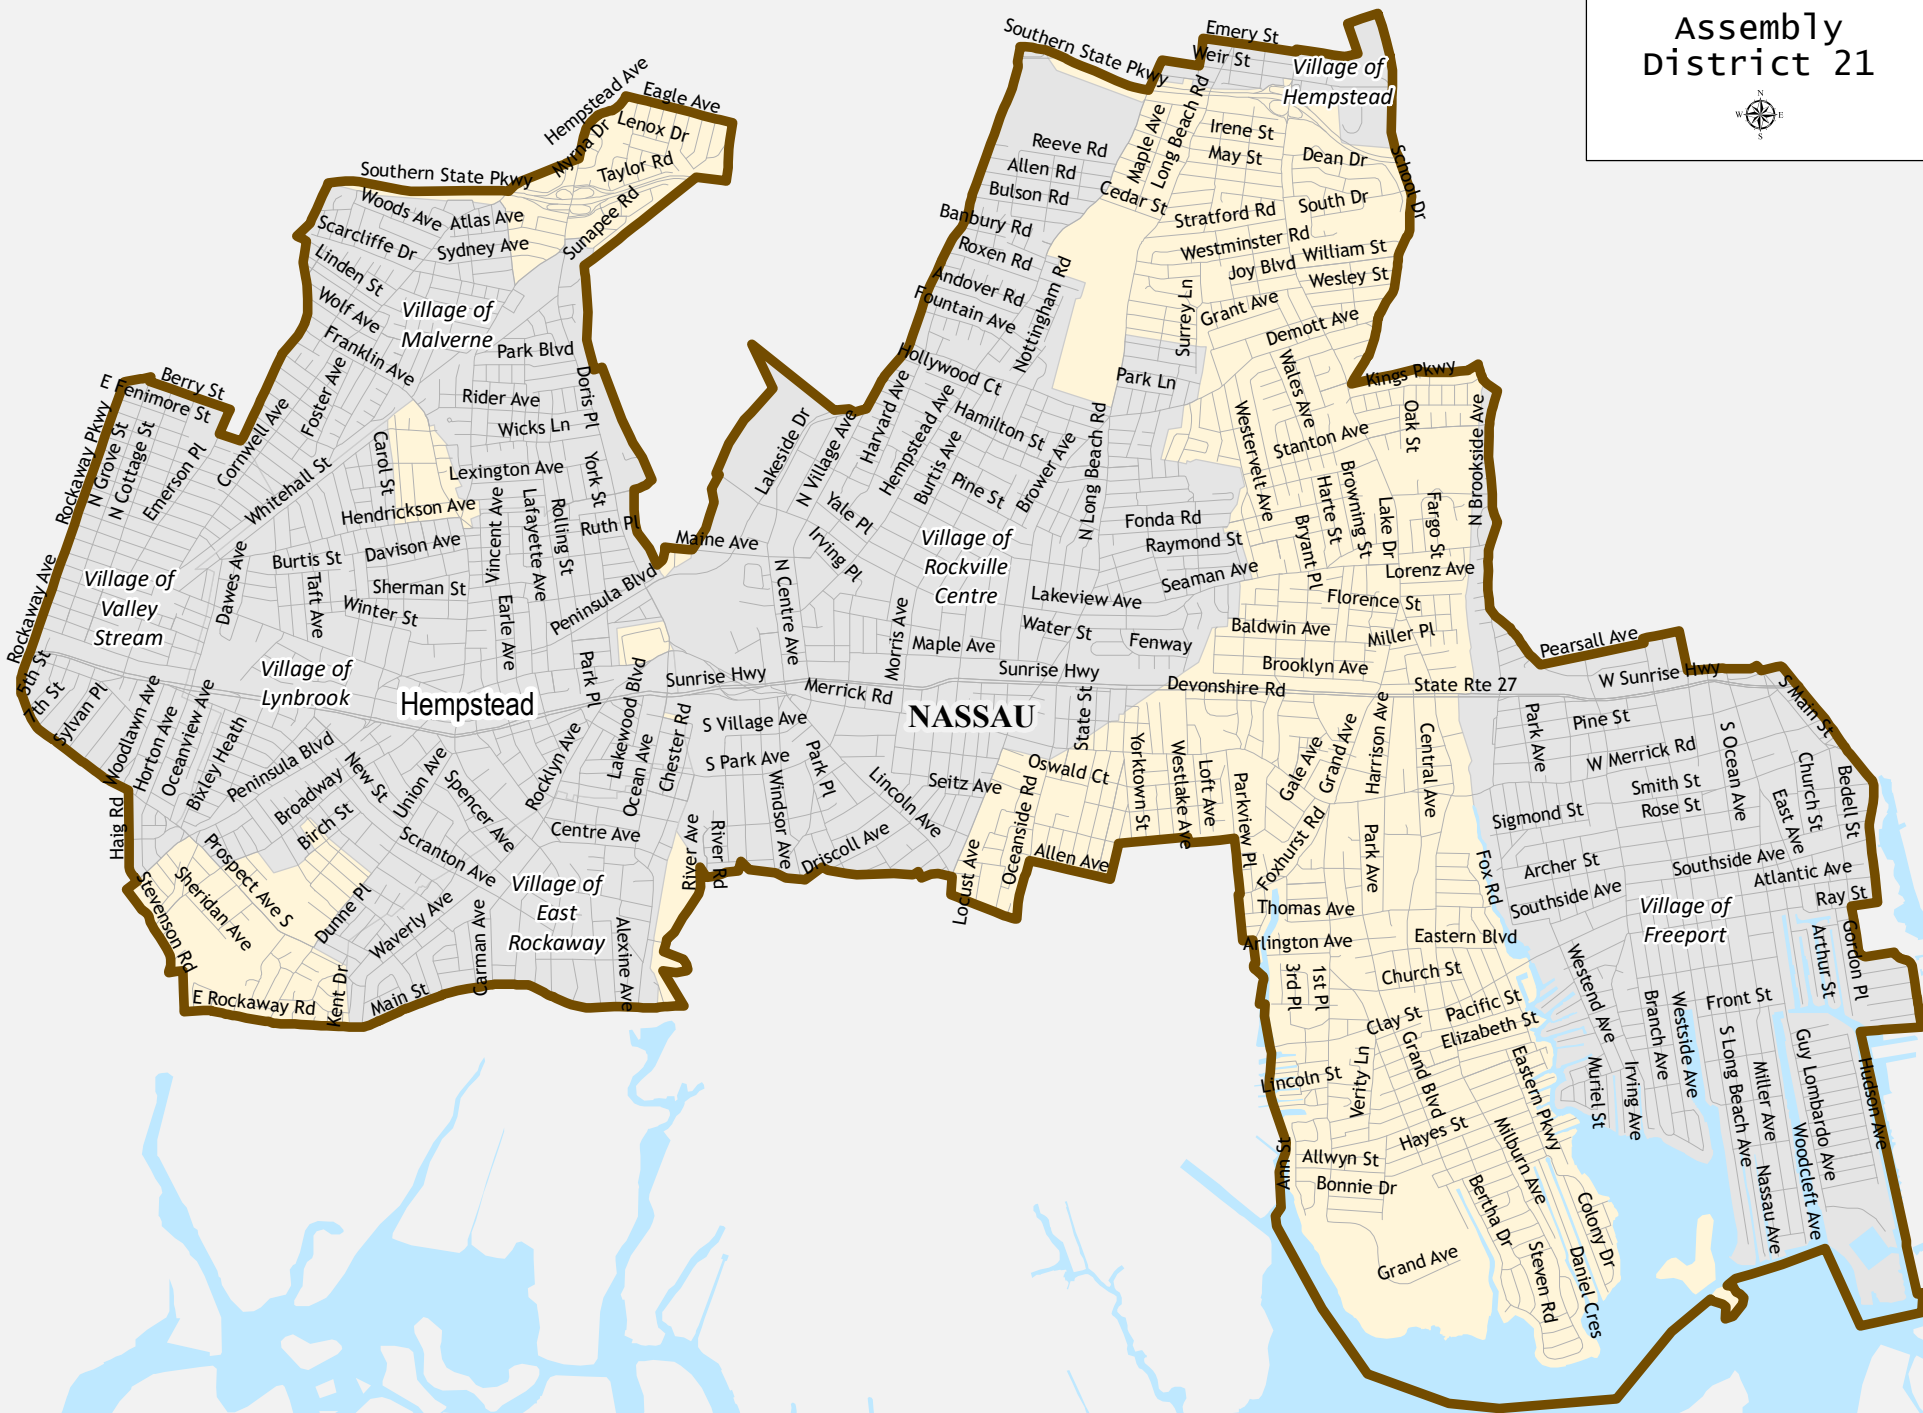 Assembly
District 21
N
W
E
S
Southern State Pkwy
Emery St
Weir St
Village of
Hempstead
Hempstead Ave
Eagle Ave
Lenox Dr
Myrna Dr
Taylor Rd
Southern State Pkwy
Sunapee Rd
Woods Ave
Atlas Ave
Scarcliffe Dr
Sydney Ave
Linden St
Wolf Ave
Village of
Malverne
Franklin Ave
Park Blvd
Foster Ave
Rider Ave
Doris Pl
Wicks Ln
Berry St
E Fenimore St
Rockaway Pkwy
N Grove St
N Cottage St
Emerson Pl
Cornwell Ave
Whitehall St
Carol St
Lexington Ave
York St
Hendrickson Ave
Vincent Ave
Lafayette Ave
Rolling St
Ruth Pl
Burtis St
Davison Ave
Taft Ave
Sherman St
Winter St
Earle Ave
Peninsula Blvd
Dawes Ave
Village of
Valley
Stream
Rockaway Ave
5th St
7th St
Sylvan Pl
Woodlawn Ave
Horton Ave
Oceanview Ave
Bixley Heath
Village of
Lynbrook
Hempstead
Park Pl
Lakewood Blvd
Rocklyn Ave
Ocean Ave
Chester Rd
Peninsula Blvd
Broadway
New St
Birch St
Union Ave
Spencer Ave
Scranton Ave
Centre Ave
Haig Rd
Prospect Ave S
Sheridan Ave
Stevenson Rd
Dunne Pl
Waverly Ave
Carman Ave
Village of
East
Rockaway
Alexine Ave
E Rockaway Rd
Kent Dr
Main St
River Ave
River Rd
Reeve Rd
Allen Rd
Bulson Rd
Banbury Rd
Roxen Rd
Andover Rd
Fountain Ave
Nottingham Rd
Hollywood Ct
Maple Ave
Long Beach Rd
Cedar St
Irene St
May St
Dean Dr
School Dr
Stratford Rd
South Dr
Westminster Rd
William St
Joy Blvd
Wesley St
Surrey Ln
Grant Ave
Demott Ave
Park Ln
Wales Ave
Kings Pkwy
Oak St
N Brookside Ave
Westervelt Ave
Stanton Ave
Browning St
Harte St
Lake Dr
Fargo St
Bryant Pl
Lorenz Ave
Florence St
Baldwin Ave
Miller Pl
Brooklyn Ave
Devonshire Rd
State Rte 27
Lakeside Dr
N Village Ave
Harvard Ave
Hempstead Ave
Burtis Ave
Hamilton St
Pine St
Brower Ave
N Long Beach Rd
Yale Pl
Irving Pl
Maine Ave
N Centre Ave
Village of
Rockville
Centre
Fonda Rd
Raymond St
Seaman Ave
Lakeview Ave
Water St
Fenway
Morris Ave
Maple Ave
Sunrise Hwy
Sunrise Hwy
Merrick Rd
NASSAU
State St
S Village Ave
S Park Ave
Park Pl
Windsor Ave
Lincoln Ave
Seitz Ave
Driscoll Ave
Locust Ave
Oceanside Rd
Oswald Ct
Allen Ave
Yorktown St
Westlake Ave
Loft Ave
Parkview Pl
Gale Ave
Grand Ave
Harrison Ave
Central Ave
Foxhurst Rd
Park Ave
Fox Rd
Thomas Ave
Arlington Ave
Eastern Blvd
3rd Pl
1st Pl
Church St
Clay St
Pacific St
Elizabeth St
Grand Blvd
Verity Ln
Lincoln St
Eastern Pkwy
Hayes St
Milburn Ave
Ann St
Allwyn St
Bonnie Dr
Bertha Dr
Colony Dr
Grand Ave
Steven Rd
Daniel Cres
Pearsall Ave
W Sunrise Hwy
S Main St
Park Ave
Pine St
W Merrick Rd
S Ocean Ave
Church St
Bedell St
Smith St
Rose St
Sigmond St
East Ave
Archer St
Southside Ave
Atlantic Ave
Southside Ave
Ray St
Village of
Freeport
Arthur St
Gordon Pl
Westend Ave
Branch Ave
Westside Ave
Front St
S Long Beach Ave
Miller Ave
Guy Lombardo Ave
Hudson Ave
Muriel St
Irving Ave
Nassau Ave
Woodcleft Ave